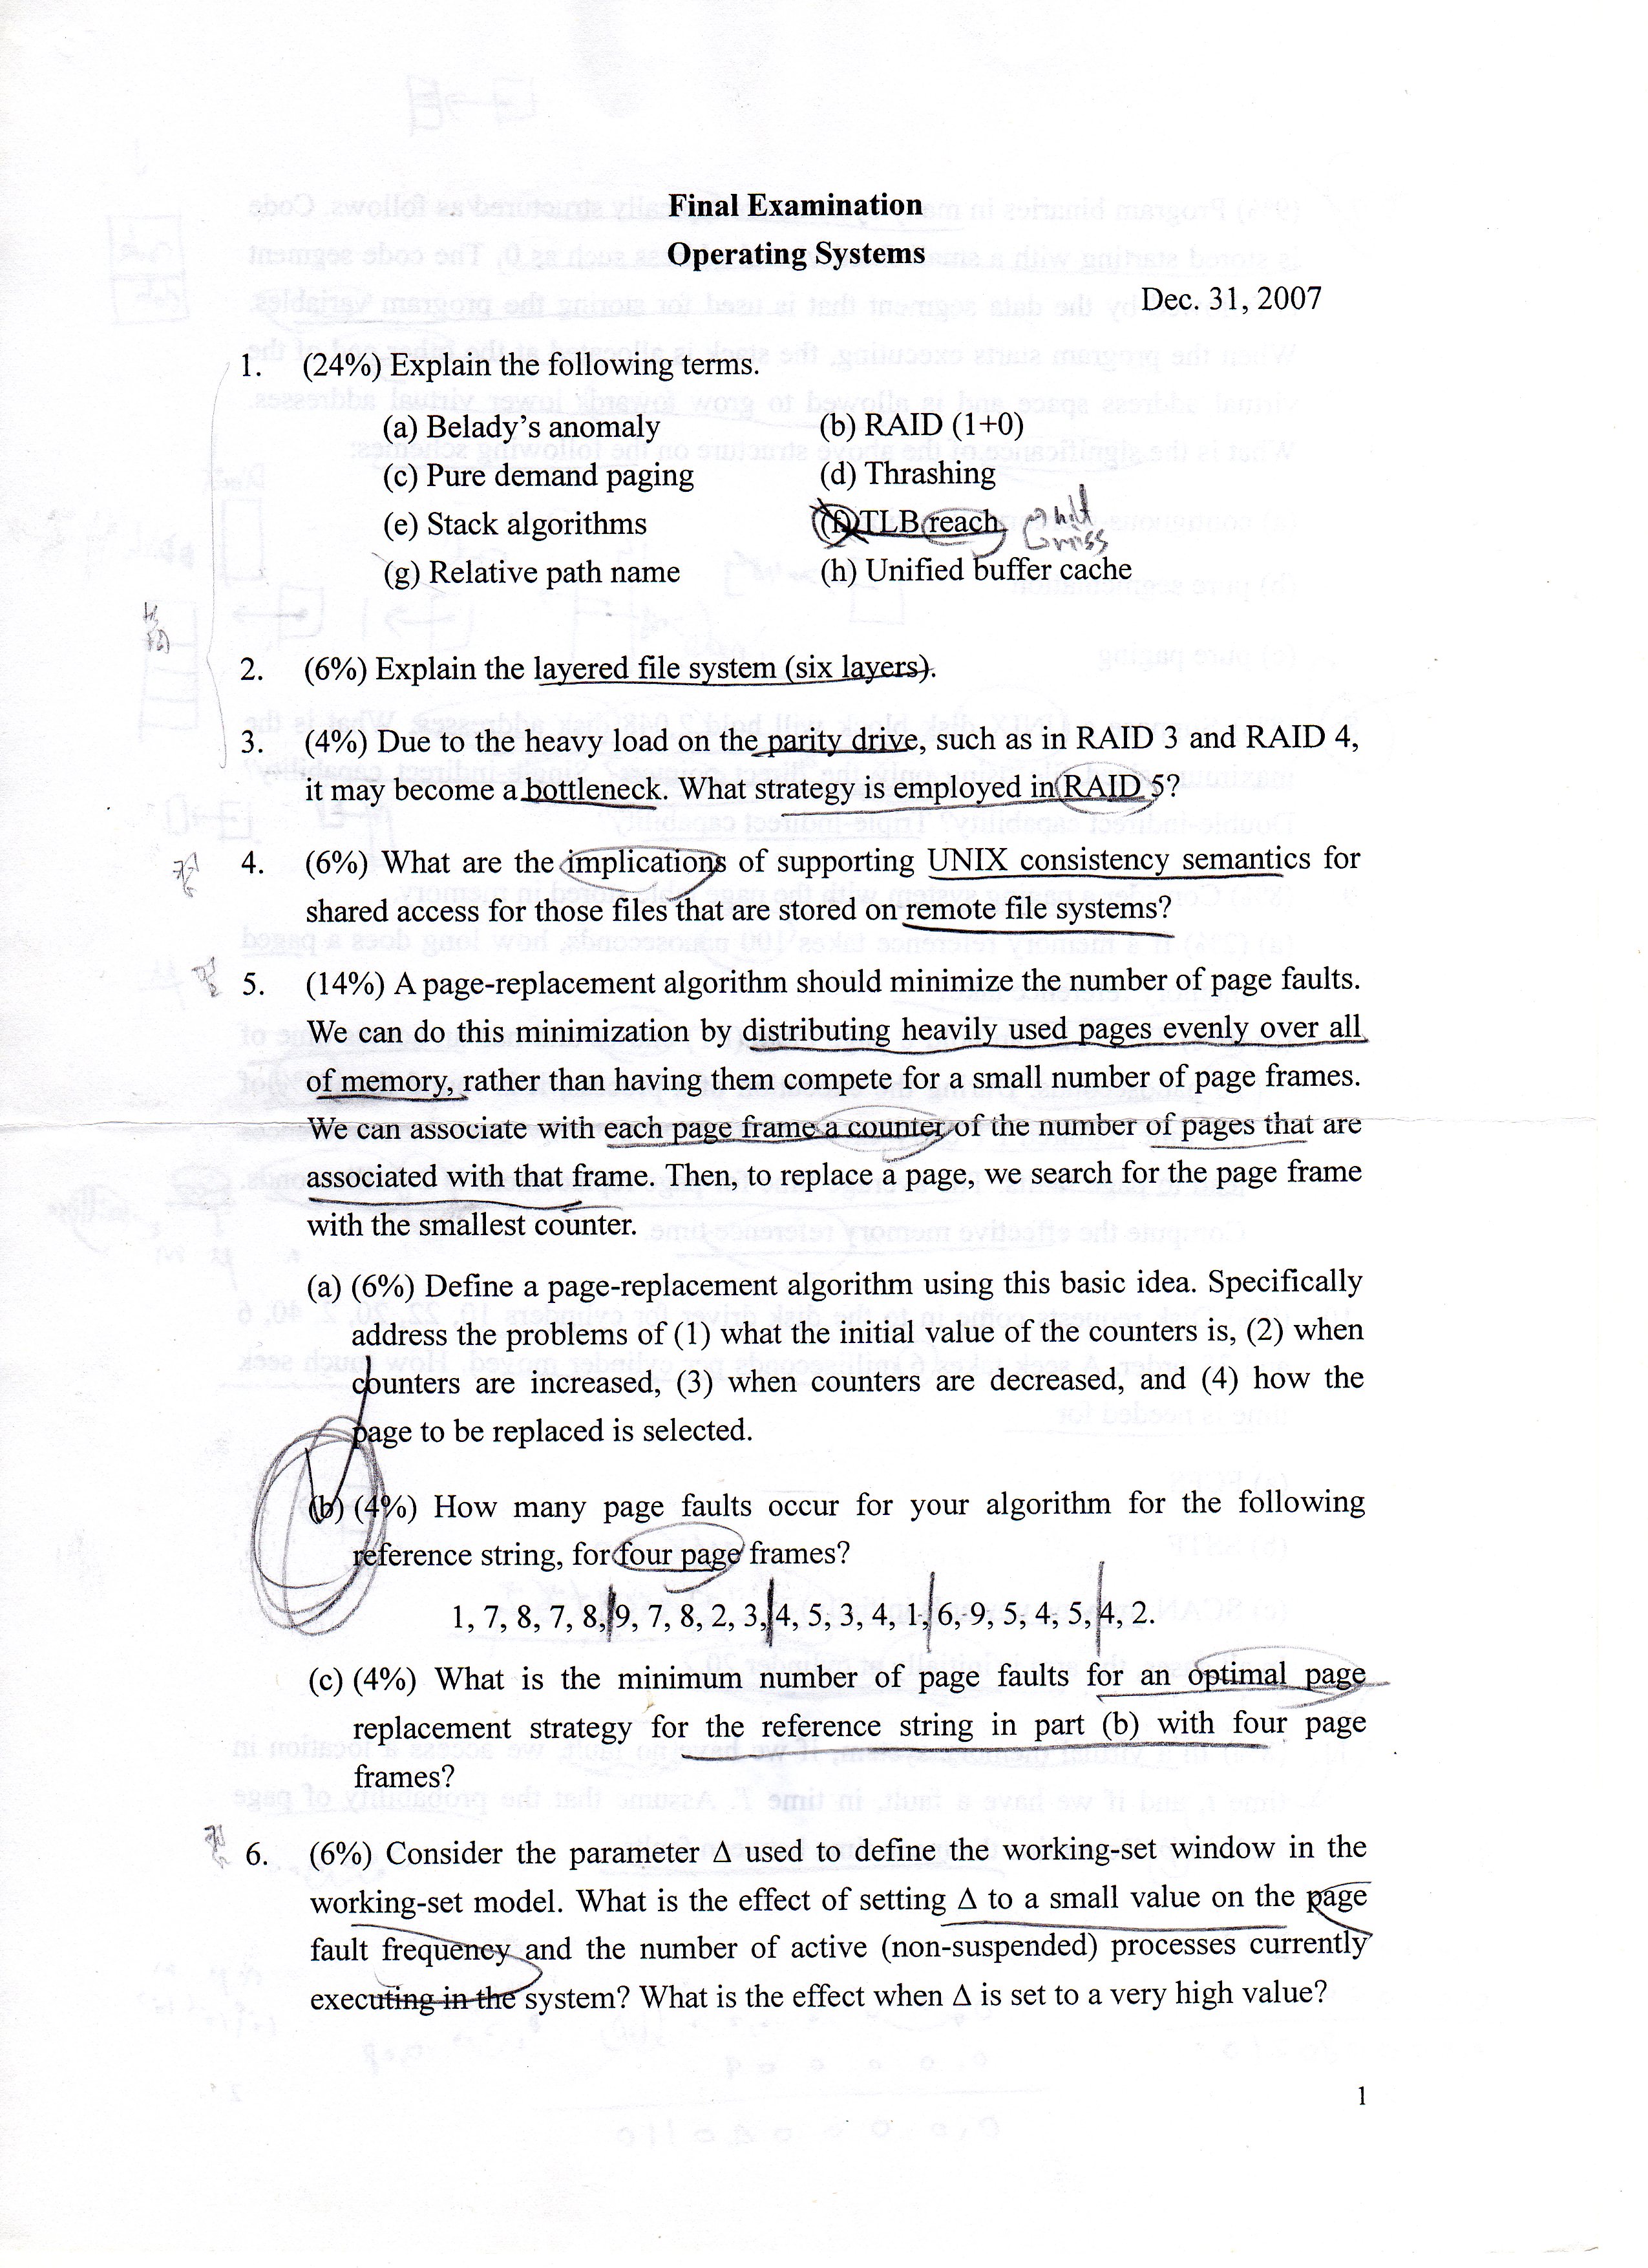 Final Examination
Operating Systems
Dec. 31, 2007
1. (24%) Explain the following terms.
(a) Belady’s anomaly (b) RAID (1+0)
(c) Pure demand paging (d) Thrashing
(e) Stack algorithms (f) TLB reach hit
miss
(g) Relative path name (h) Unified buffer cache
2. (6%) Explain the layered file system (six layers).
3. (4%) Due to the heavy load on the parity drive, such as in RAID 3 and RAID 4,
it may become a bottleneck. What strategy is employed in RAID 5?
4. (6%) What are the implications of supporting UNIX consistency semantics for
shared access for those files that are stored on remote file systems?
5. (14%) A page-replacement algorithm should minimize the number of page faults.
We can do this minimization by distributing heavily used pages evenly over all
of memory, rather than having them compete for a small number of page frames.
We can associate with each page frame a counter of the number of pages that are
associated with that frame. Then, to replace a page, we search for the page frame
with the smallest counter.
(a) (6%) Define a page-replacement algorithm using this basic idea. Specifically
address the problems of (1) what the initial value of the counters is, (2) when
counters are increased, (3) when counters are decreased, and (4) how the
page to be replaced is selected.
(b) (4%) How many page faults occur for your algorithm for the following
reference string, for four page frames?
1, 7, 8, 7, 8, 9, 7, 8, 2, 3, 4, 5, 3, 4, 1, 6, 9, 5, 4, 5, 4, 2.
(c) (4%) What is the minimum number of page faults for an optimal page
replacement strategy for the reference string in part (b) with four page
frames?
6. (6%) Consider the parameter Δ used to define the working-set window in the
working-set model. What is the effect of setting Δ to a small value on the page
fault frequency and the number of active (non-suspended) processes currently
executing in the system? What is the effect when Δ is set to a very high value?
1